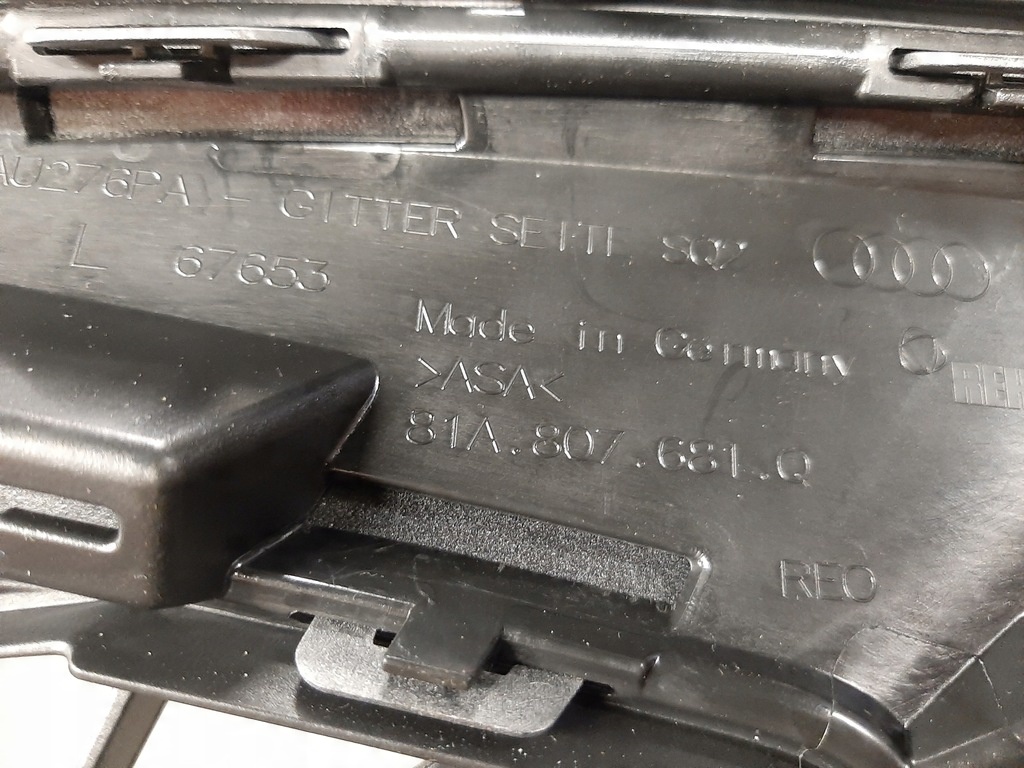 AU276PA - GITTER SEITL SQ2
L 67653
Made in Germany
>ASA<
81A.807.681.Q
REO